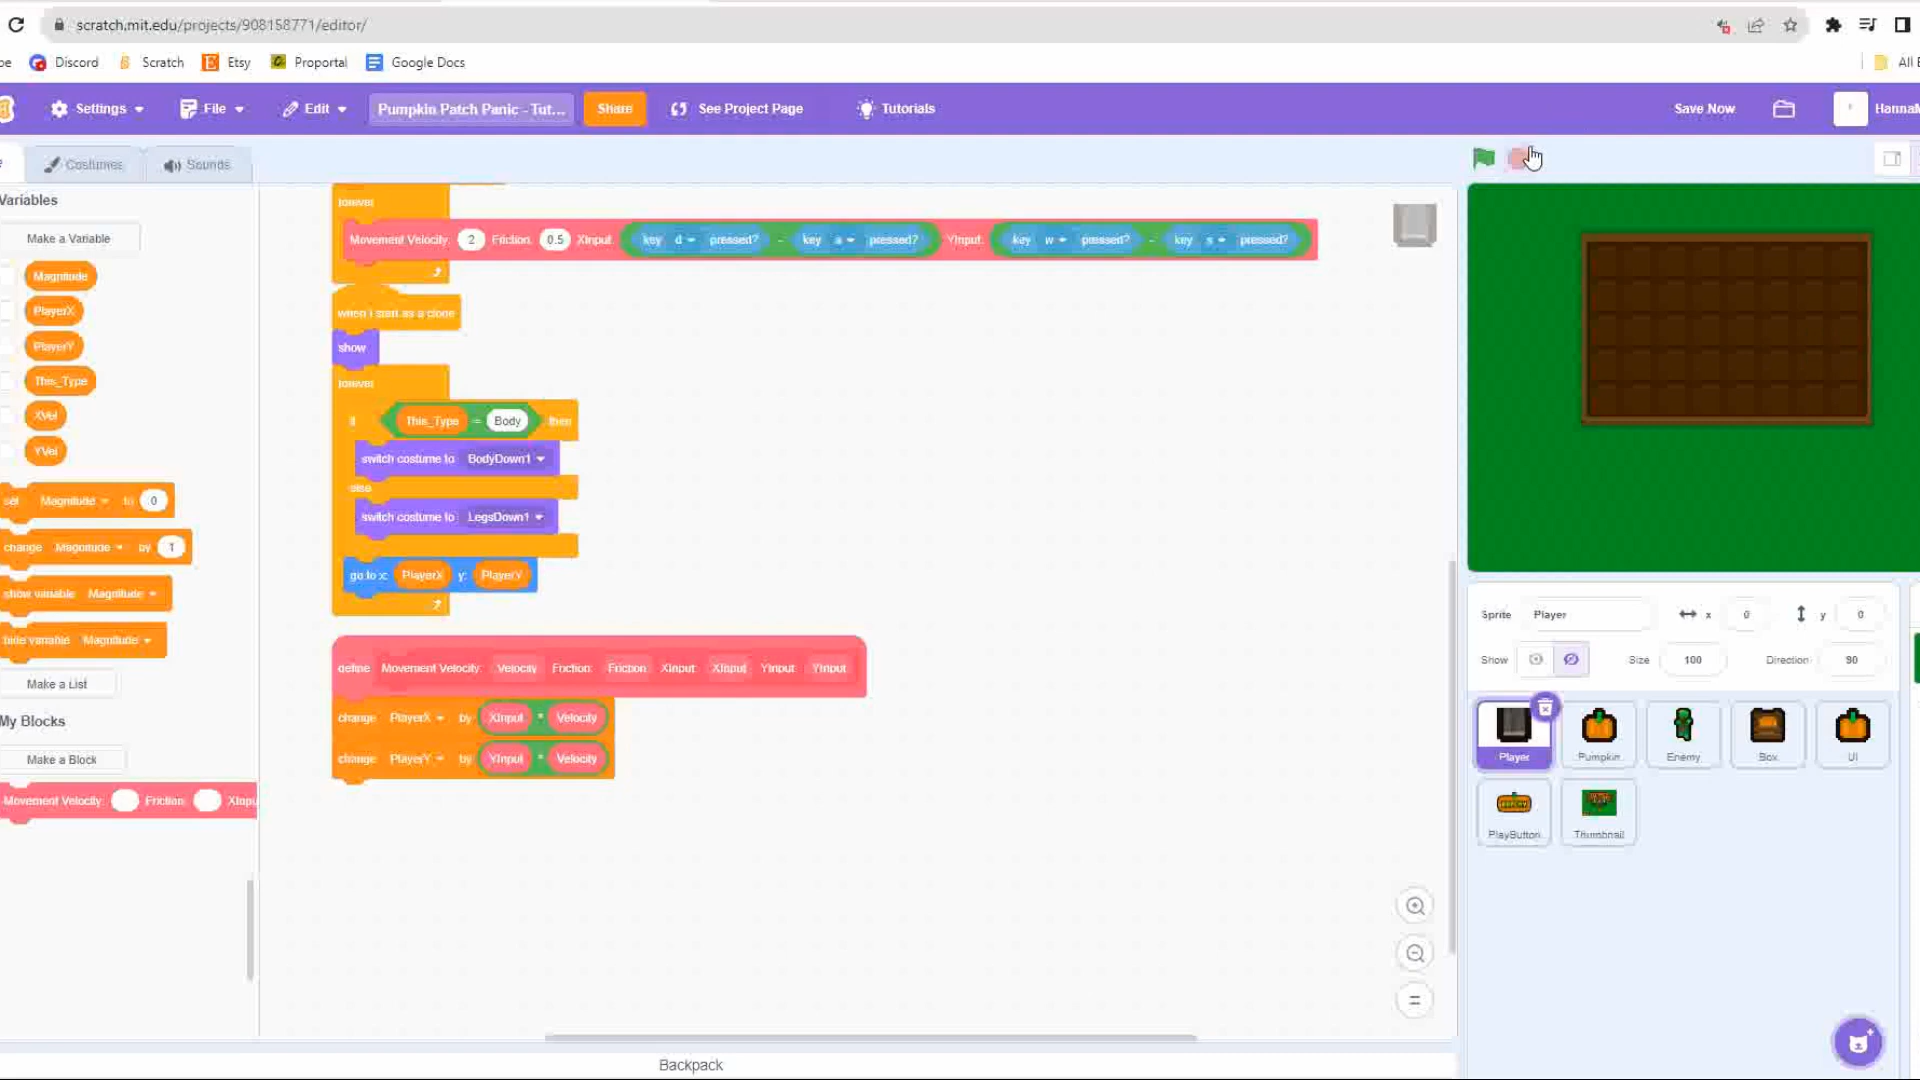 scratch.mit.edu/projects/908158771/editor/
be Discord Scratch Etsy Proportal Google Docs All B
Settings File Edit Pumpkin Patch Panic - Tut... Share See Project Page Tutorials Save Now HannaM
Costumes Sounds
Variables
Make a Variable
Magnitude
PlayerX
PlayerY
This_Type
XVel
YVel
set Magnitude to 0
change Magnitude by 1
show variable Magnitude
hide variable Magnitude
Make a List
My Blocks
Make a Block
Movement Velocity: Friction: XInpu
forever
Movement Velocity: 2 Friction: 0.5 XInput: key d pressed? - key a pressed? YInput: key w pressed? - key s pressed?
when I start as a clone
show
forever
if This_Type = Body then
switch costume to BodyDown1
else
switch costume to LegsDown1
go to x: PlayerX y: PlayerY
define Movement Velocity: Velocity Friction: Friction XInput: XInput YInput: YInput
change PlayerX by XInput * Velocity
change PlayerY by YInput * Velocity
Sprite Player x 0 y 0
Show Size 100 Direction 90
Player Pumpkin Enemy Box UI
PlayButton Thumbnail
Backpack